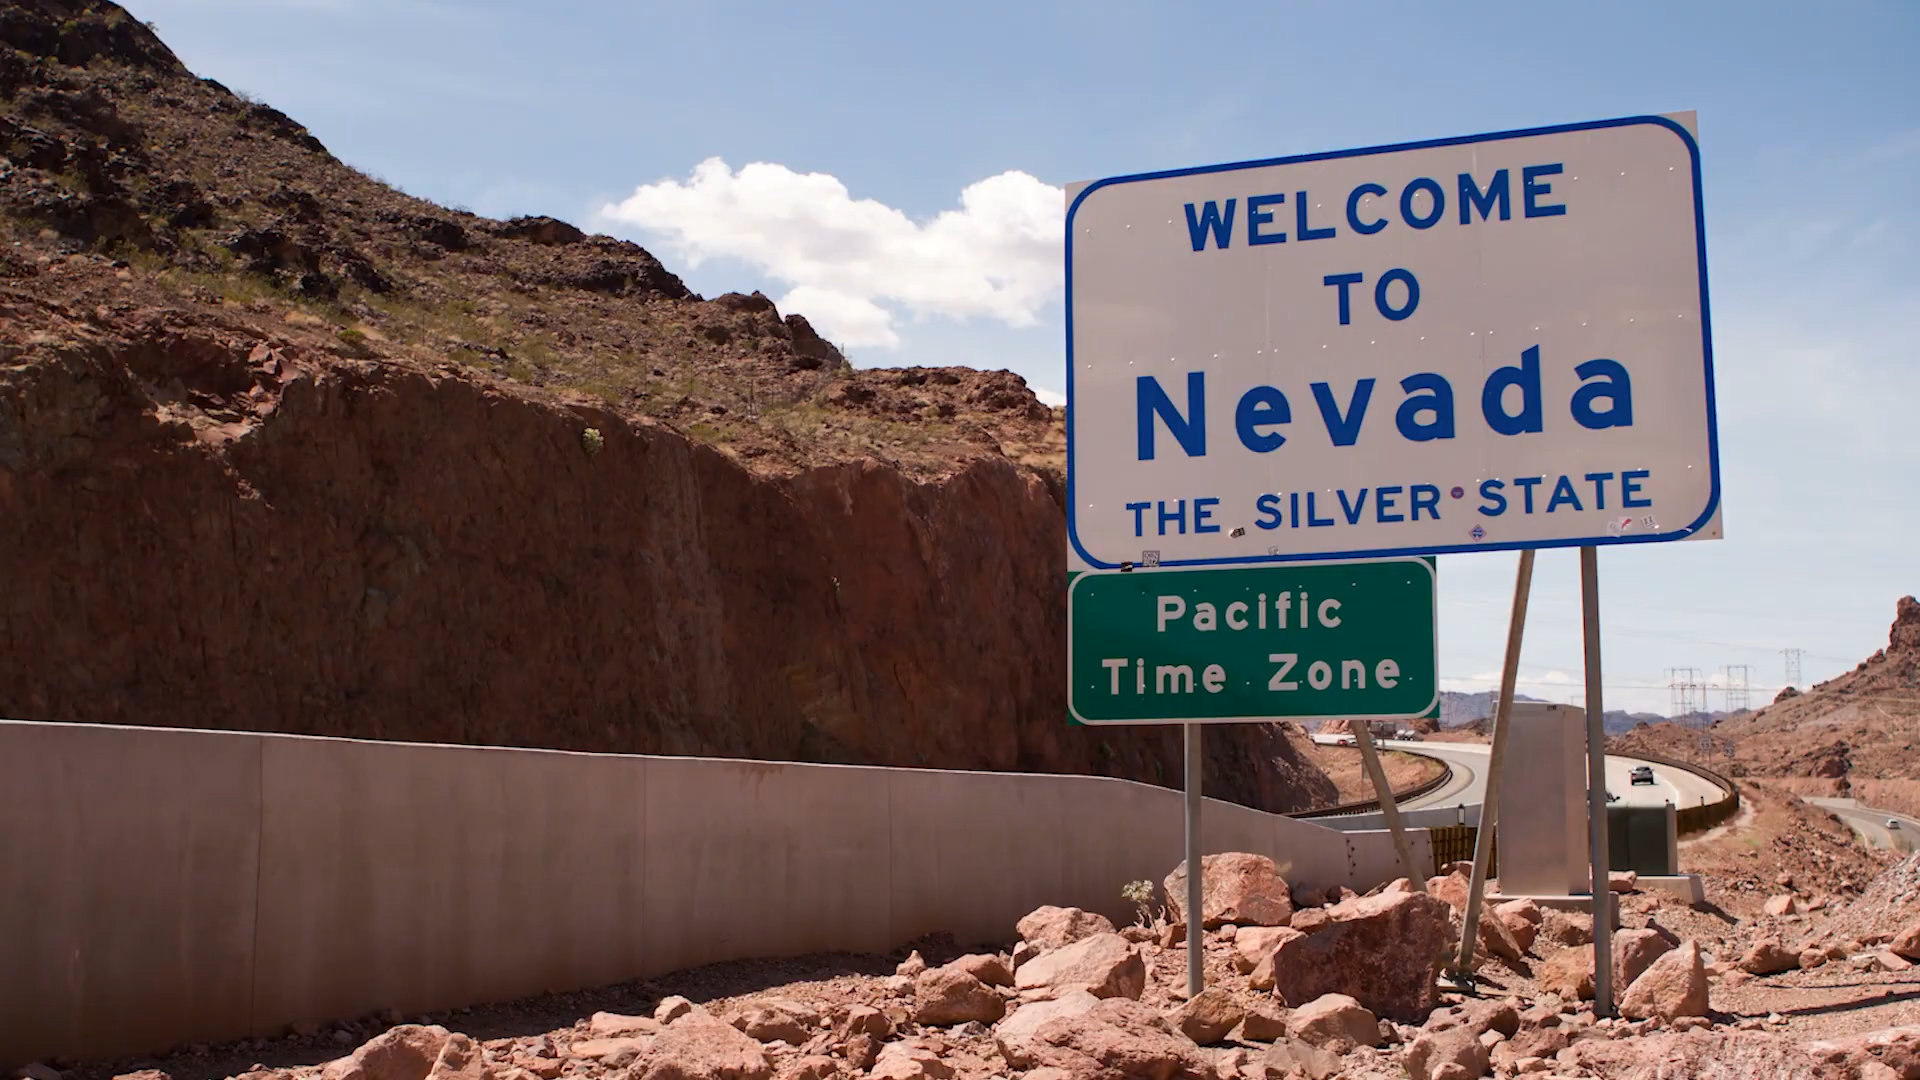 WELCOME
TO
Nevada
THE SILVER STATE
Pacific
Time Zone